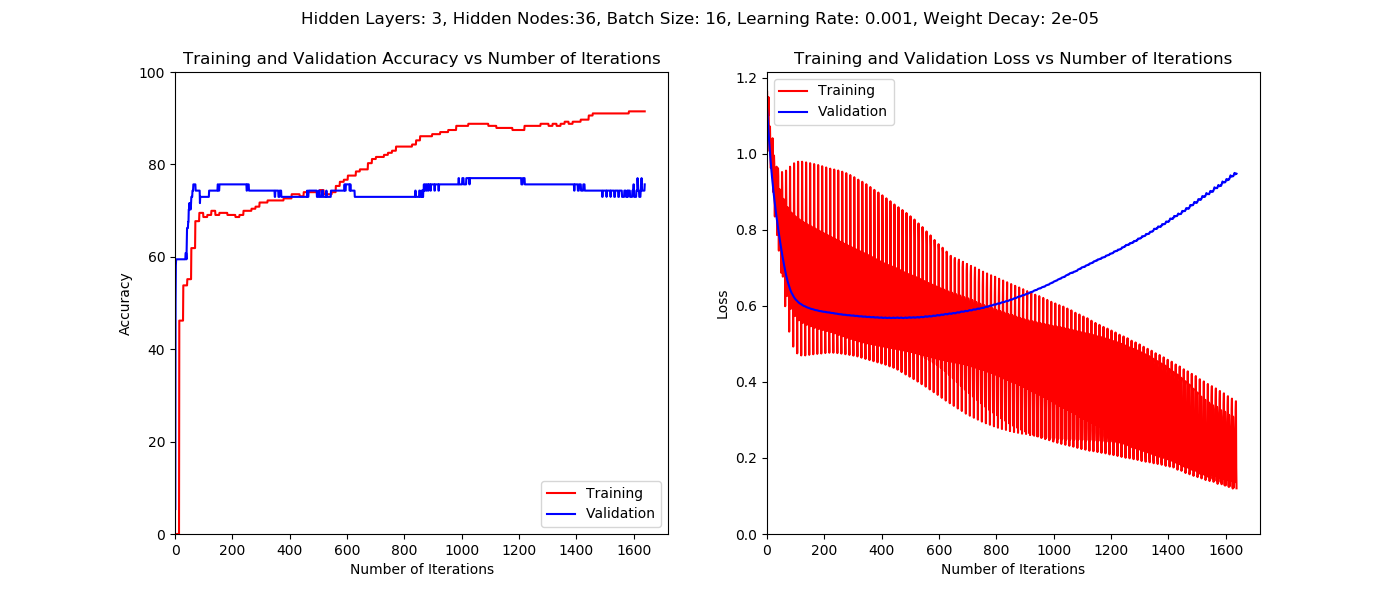 Hidden Layers: 3, Hidden Nodes:36, Batch Size: 16, Learning Rate: 0.001, Weight Decay: 2e-05
Training and Validation Accuracy vs Number of Iterations
100
80
60
40
20
0
Accuracy
0 200 400 600 800 1000 1200 1400 1600
Number of Iterations
Training
Validation
Training and Validation Loss vs Number of Iterations
1.2
1.0
0.8
0.6
0.4
0.2
0.0
Loss
0 200 400 600 800 1000 1200 1400 1600
Number of Iterations
Training
Validation